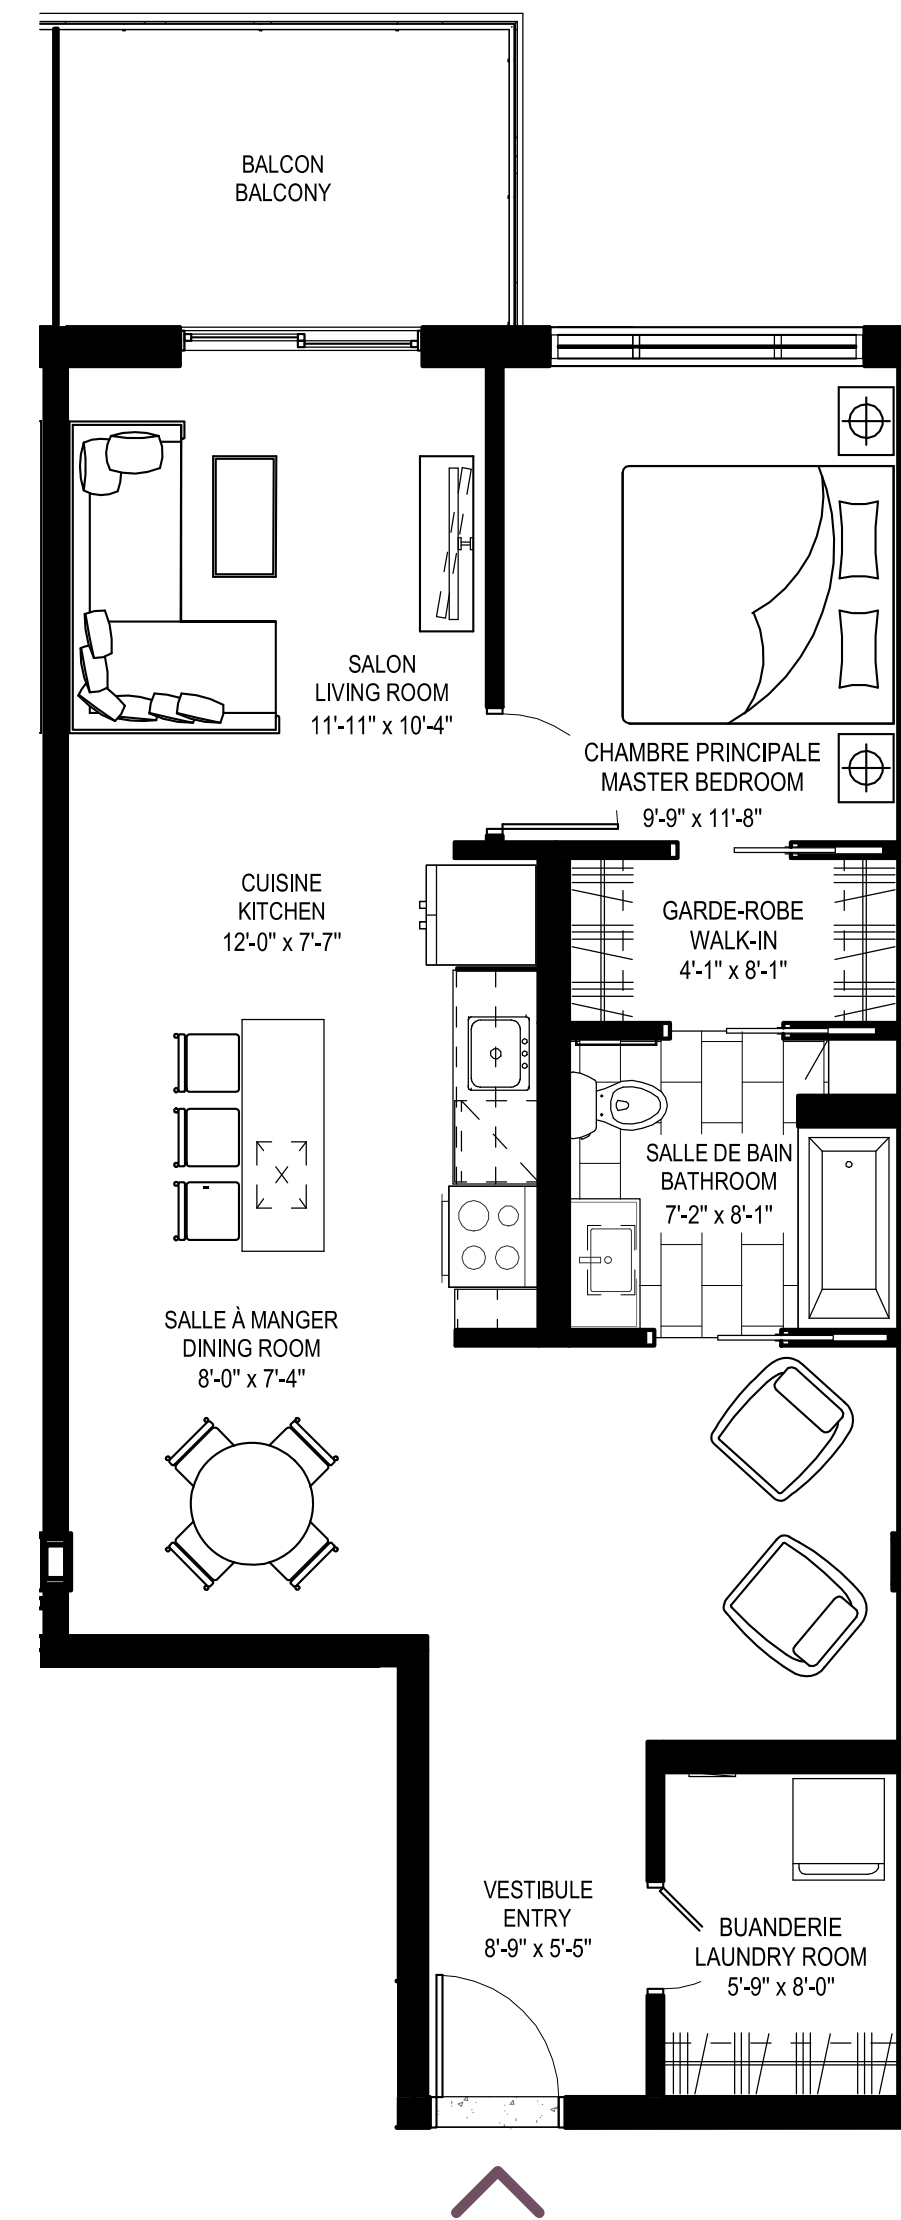 BALCON
BALCONY
SALON
LIVING ROOM
11'-11" x 10'-4"
CHAMBRE PRINCIPALE
MASTER BEDROOM
9'-9" x 11'-8"
CUISINE
KITCHEN
12'-0" x 7'-7"
GARDE-ROBE
WALK-IN
4'-1" x 8'-1"
SALLE DE BAIN
BATHROOM
7'-2" x 8'-1"
SALLE À MANGER
DINING ROOM
8'-0" x 7'-4"
VESTIBULE
ENTRY
8'-9" x 5'-5"
BUANDERIE
LAUNDRY ROOM
5'-9" x 8'-0"